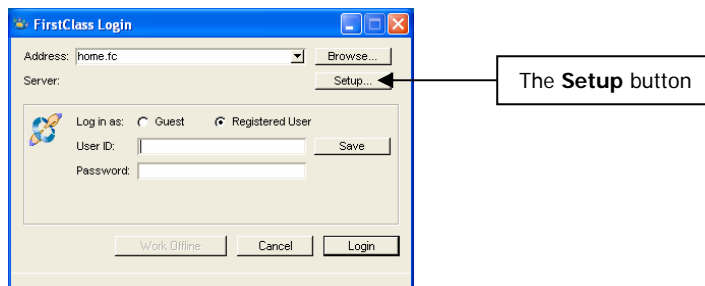 FirstClass Login
Address: home.fc Browse...
Server: Setup...
The Setup button
Log in as: Guest Registered User
User ID: Save
Password:
Work Offline Cancel Login